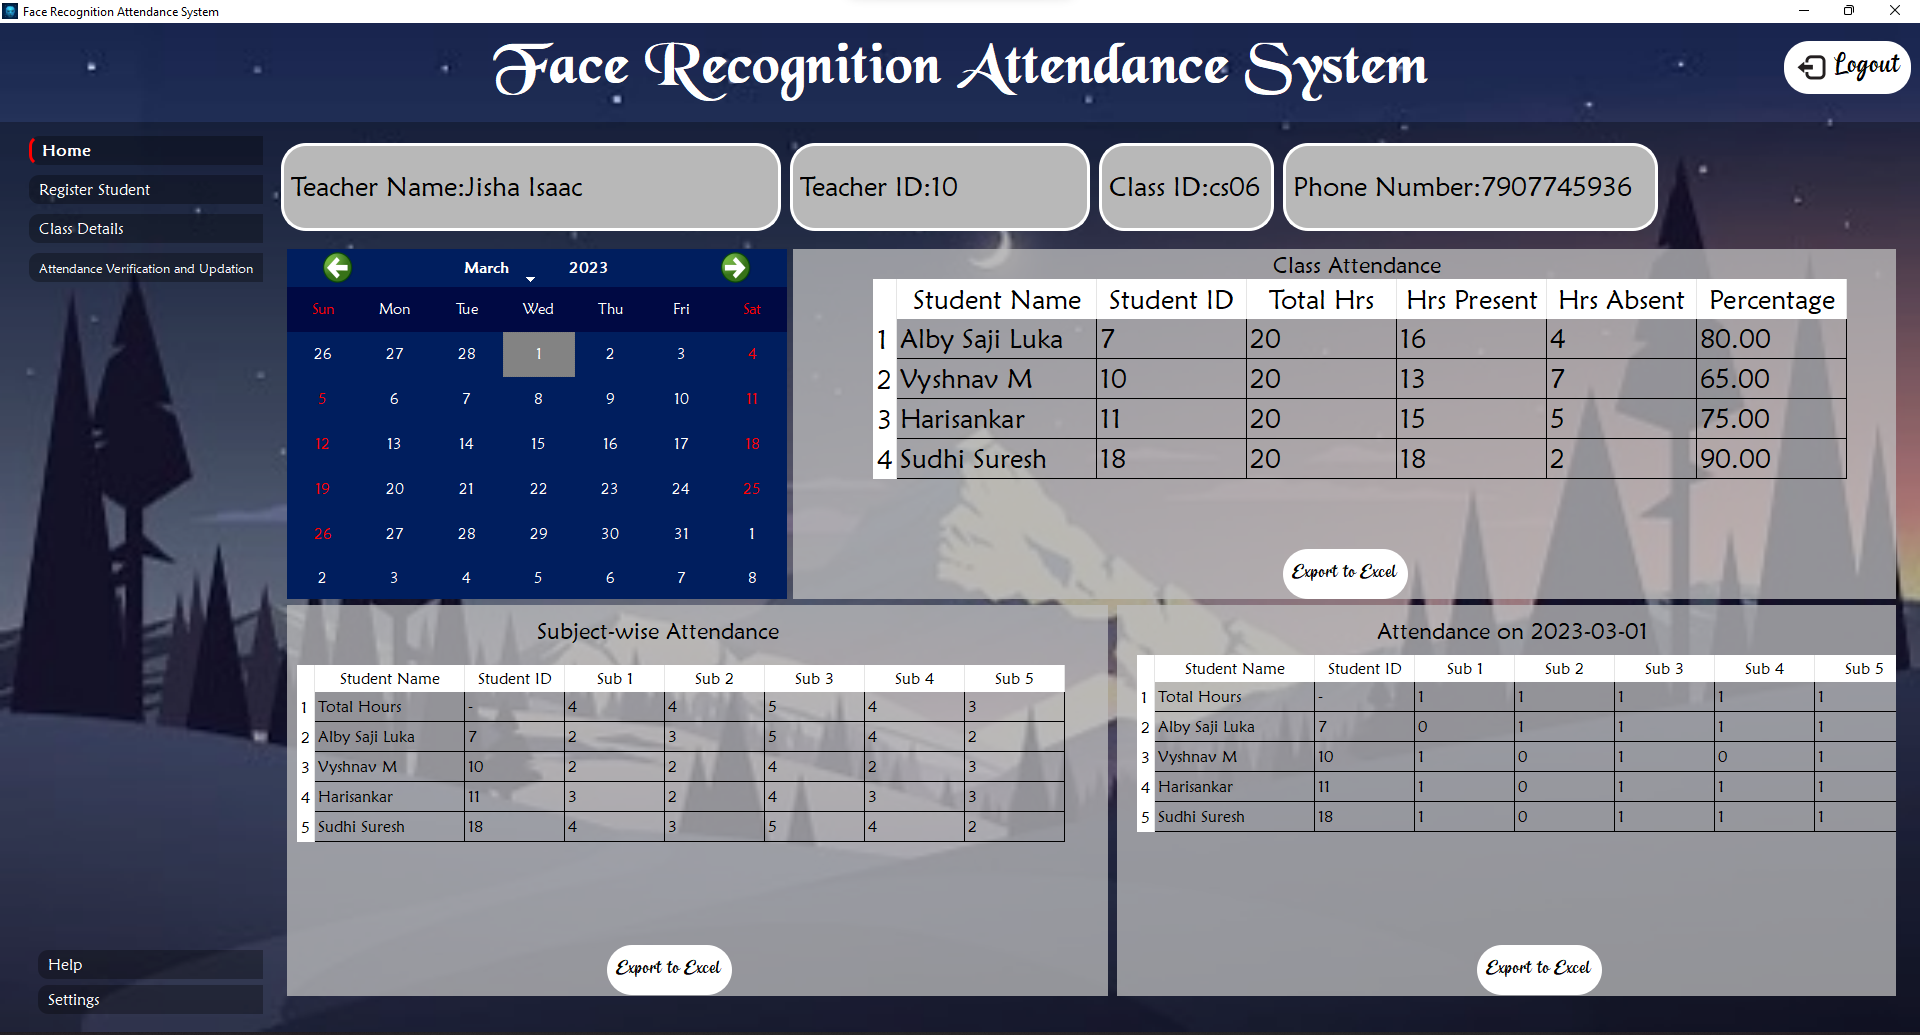 Face Recognition Attendance System
Face Recognition Attendance System
Logout
Home
Register Student
Class Details
Attendance Verification and Updation
Help
Settings
Teacher Name:Jisha Isaac
Teacher ID:10
Class ID:cs06
Phone Number:7907745936
March 2023
Sun Mon Tue Wed Thu Fri Sat
26 27 28 1 2 3 4
5 6 7 8 9 10 11
12 13 14 15 16 17 18
19 20 21 22 23 24 25
26 27 28 29 30 31 1
2 3 4 5 6 7 8
Class Attendance
Student Name Student ID Total Hrs Hrs Present Hrs Absent Percentage
1 Alby Saji Luka 7 20 16 4 80.00
2 Vyshnav M 10 20 13 7 65.00
3 Harisankar 11 20 15 5 75.00
4 Sudhi Suresh 18 20 18 2 90.00
Export to Excel
Subject-wise Attendance
Student Name Student ID Sub 1 Sub 2 Sub 3 Sub 4 Sub 5
1 Total Hours - 4 4 5 4 3
2 Alby Saji Luka 7 2 3 5 4 2
3 Vyshnav M 10 2 2 4 2 3
4 Harisankar 11 3 2 4 3 3
5 Sudhi Suresh 18 4 3 5 4 2
Export to Excel
Attendance on 2023-03-01
Student Name Student ID Sub 1 Sub 2 Sub 3 Sub 4 Sub 5
1 Total Hours - 1 1 1 1 1
2 Alby Saji Luka 7 0 1 1 1 1
3 Vyshnav M 10 1 0 1 0 1
4 Harisankar 11 1 0 1 1 1
5 Sudhi Suresh 18 1 0 1 1 1
Export to Excel